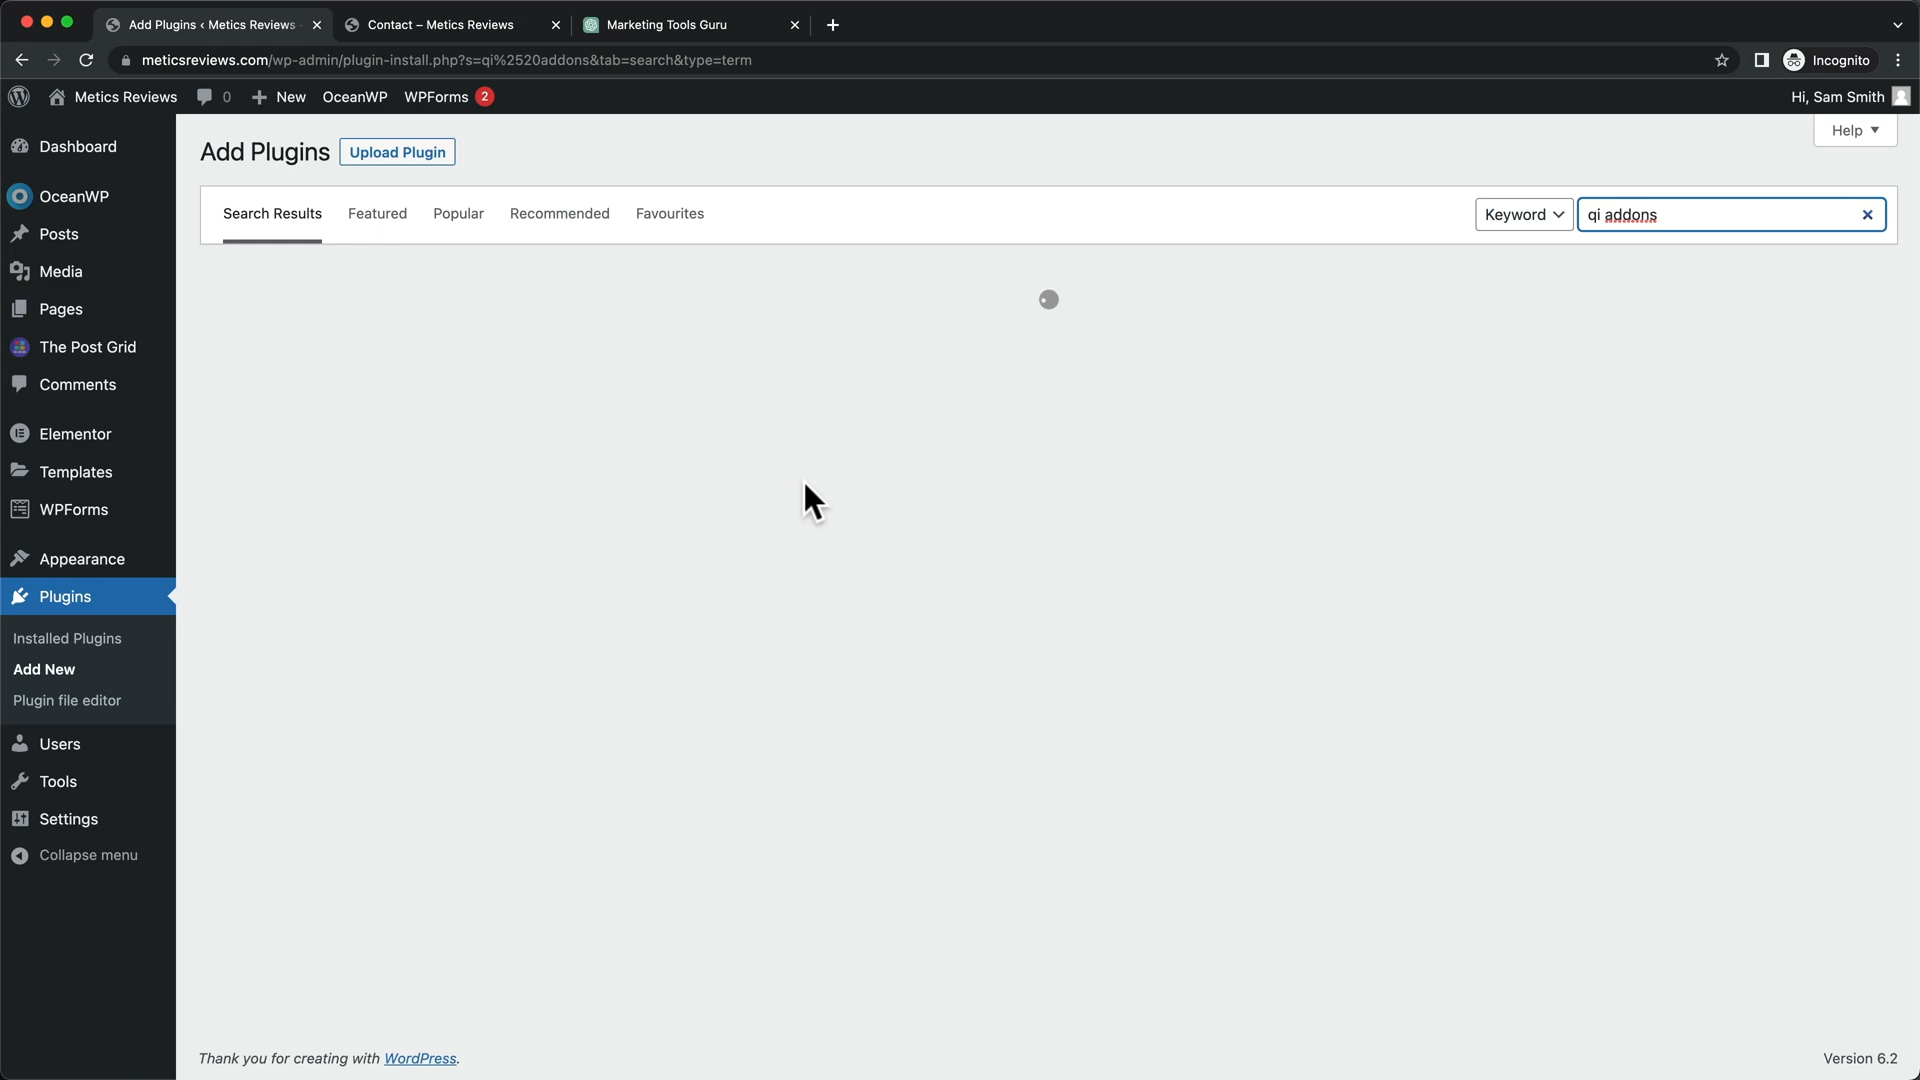 Add Plugins ‹ Metics Reviews
Contact – Metics Reviews
Marketing Tools Guru
meticsreviews.com/wp-admin/plugin-install.php?s=qi%2520addons&tab=search&type=term
Incognito
Metics Reviews
0
New
OceanWP
WPForms
2
Hi, Sam Smith
Help
Add Plugins
Upload Plugin
Search Results
Featured
Popular
Recommended
Favourites
Keyword
qi addons
Dashboard
OceanWP
Posts
Media
Pages
The Post Grid
Comments
Elementor
Templates
WPForms
Appearance
Plugins
Installed Plugins
Add New
Plugin file editor
Users
Tools
Settings
Collapse menu
Thank you for creating with WordPress.
Version 6.2